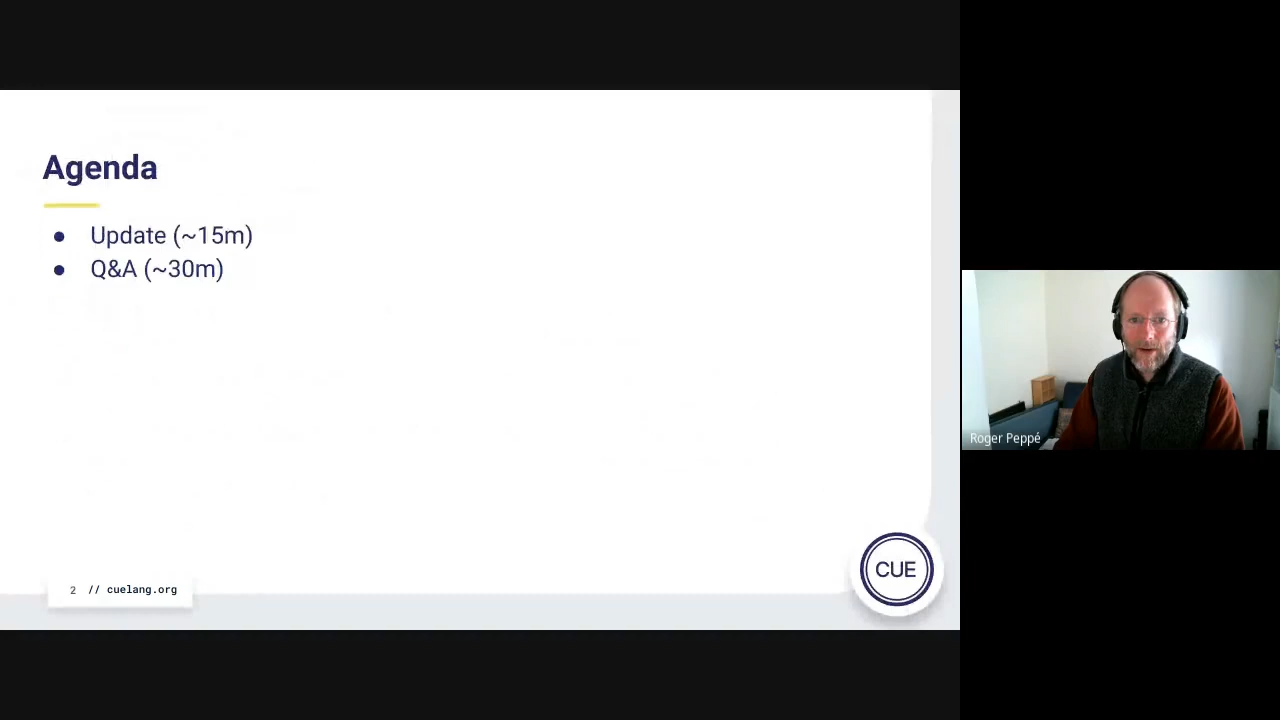 Agenda
● Update (~15m)
● Q&A (~30m)
2 // cuelang.org
CUE
Roger Peppé